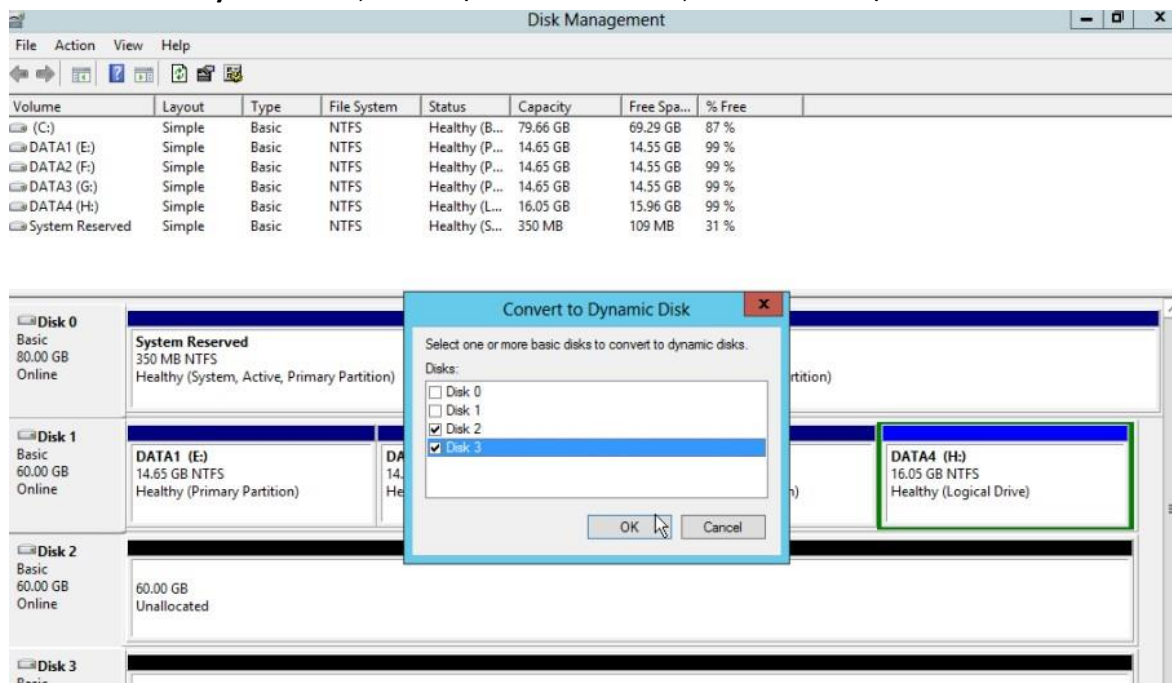 Disk Management
File Action View Help
Volume Layout Type File System Status Capacity Free Spa... % Free
(C:) Simple Basic NTFS Healthy (B... 79.66 GB 69.29 GB 87 %
DATA1 (E:) Simple Basic NTFS Healthy (P... 14.65 GB 14.55 GB 99 %
DATA2 (F:) Simple Basic NTFS Healthy (P... 14.65 GB 14.55 GB 99 %
DATA3 (G:) Simple Basic NTFS Healthy (P... 14.65 GB 14.55 GB 99 %
DATA4 (H:) Simple Basic NTFS Healthy (L... 16.05 GB 15.96 GB 99 %
System Reserved Simple Basic NTFS Healthy (S... 350 MB 109 MB 31 %
Convert to Dynamic Disk
Select one or more basic disks to convert to dynamic disks.
Disks:
Disk 0
Disk 1
Disk 2
Disk 3
OK Cancel
Disk 0
Basic
80.00 GB
Online
System Reserved
350 MB NTFS
Healthy (System, Active, Primary Partition)
rtition)
Disk 1
Basic
60.00 GB
Online
DATA1 (E:)
14.65 GB NTFS
Healthy (Primary Partition)
DA
14.
He
n)
DATA4 (H:)
16.05 GB NTFS
Healthy (Logical Drive)
Disk 2
Basic
60.00 GB
Online
60.00 GB
Unallocated
Disk 3